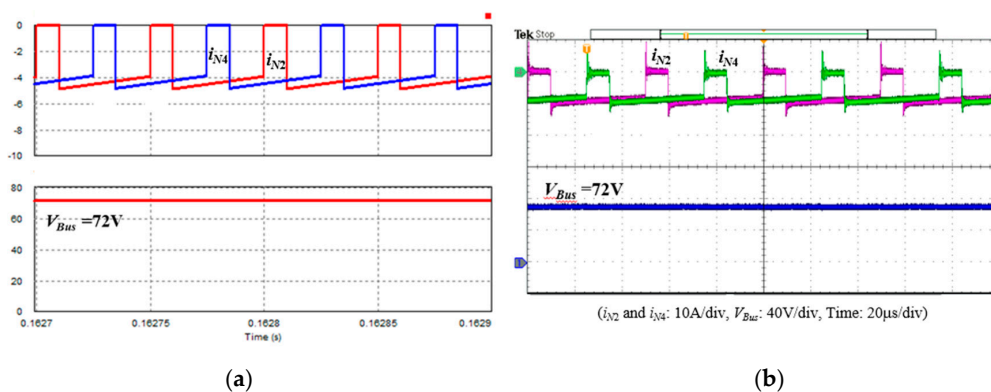 0
-2
-4
-6
-8
-10
iN4
iN2
80
60
40
20
0
VBus =72V
0.1627
0.16275
0.1628
0.16285
0.1629
Time (s)
(a)
Tek Stop
T
T
iN2
iN4
VBus =72V
(iN2 and iN4: 10A/div, VBus: 40V/div, Time: 20μs/div)
(b)